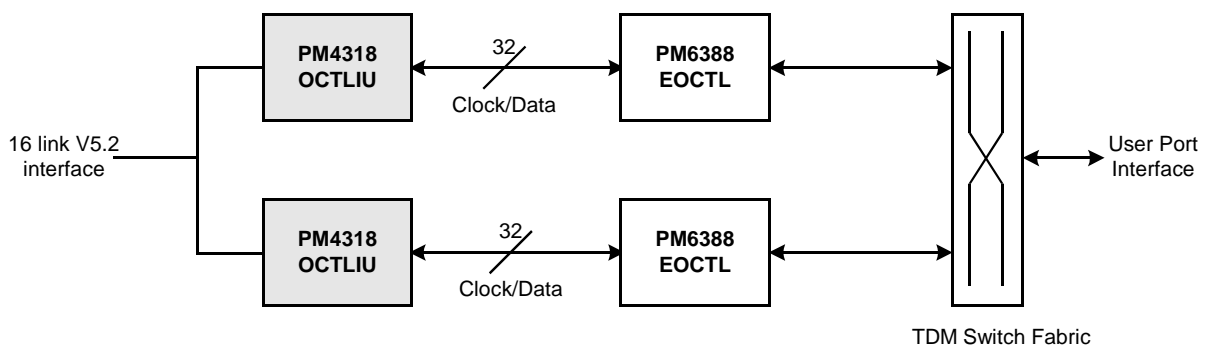 PM4318
OCTLIU
32
Clock/Data
PM6388
EOCTL
16 link V5.2
interface
User Port
Interface
PM4318
OCTLIU
32
Clock/Data
PM6388
EOCTL
TDM Switch Fabric